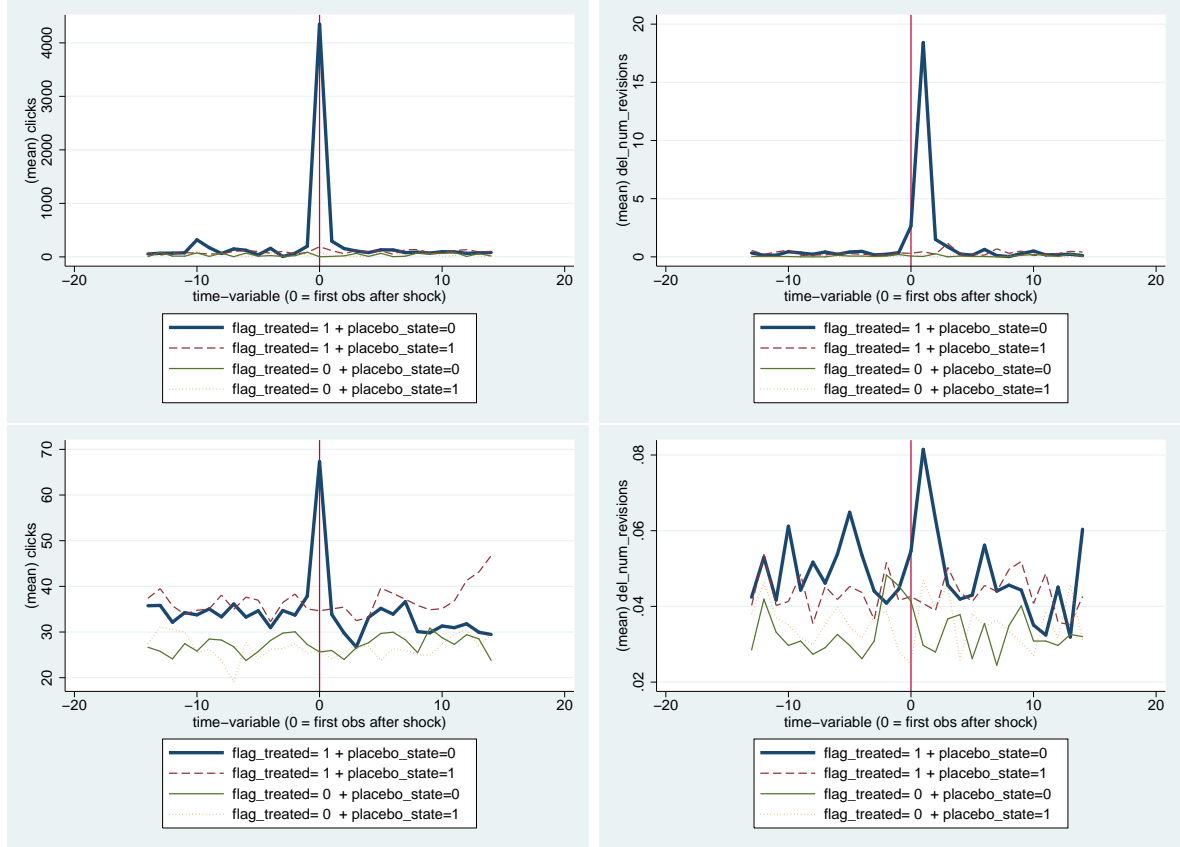 (mean) clicks
4000
3000
2000
1000
0
−20
−10
0
10
20
time−variable (0 = first obs after shock)
flag_treated= 1 + placebo_state=0
flag_treated= 1 + placebo_state=1
flag_treated= 0 + placebo_state=0
flag_treated= 0 + placebo_state=1
(mean) del_num_revisions
20
15
10
5
0
−20
−10
0
10
20
time−variable (0 = first obs after shock)
flag_treated= 1 + placebo_state=0
flag_treated= 1 + placebo_state=1
flag_treated= 0 + placebo_state=0
flag_treated= 0 + placebo_state=1
(mean) clicks
70
60
50
40
30
20
−20
−10
0
10
20
time−variable (0 = first obs after shock)
flag_treated= 1 + placebo_state=0
flag_treated= 1 + placebo_state=1
flag_treated= 0 + placebo_state=0
flag_treated= 0 + placebo_state=1
(mean) del_num_revisions
.08
.06
.04
.02
−20
−10
0
10
20
time−variable (0 = first obs after shock)
flag_treated= 1 + placebo_state=0
flag_treated= 1 + placebo_state=1
flag_treated= 0 + placebo_state=0
flag_treated= 0 + placebo_state=1